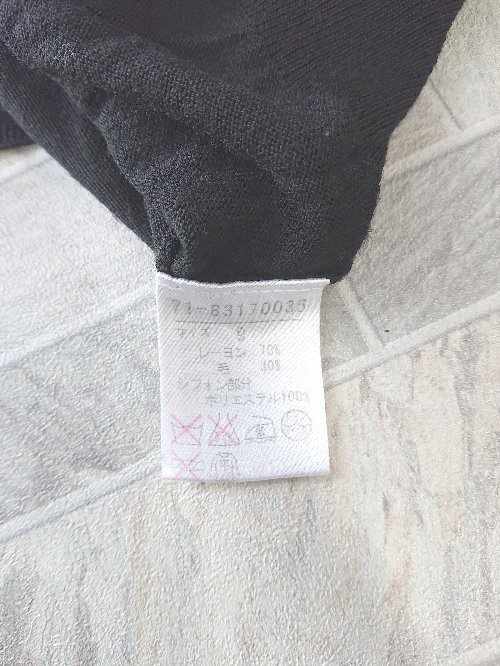 71-83170035
サイズ S
レーヨン 70%
毛 30%
シフォン部分
ポリエステル100%